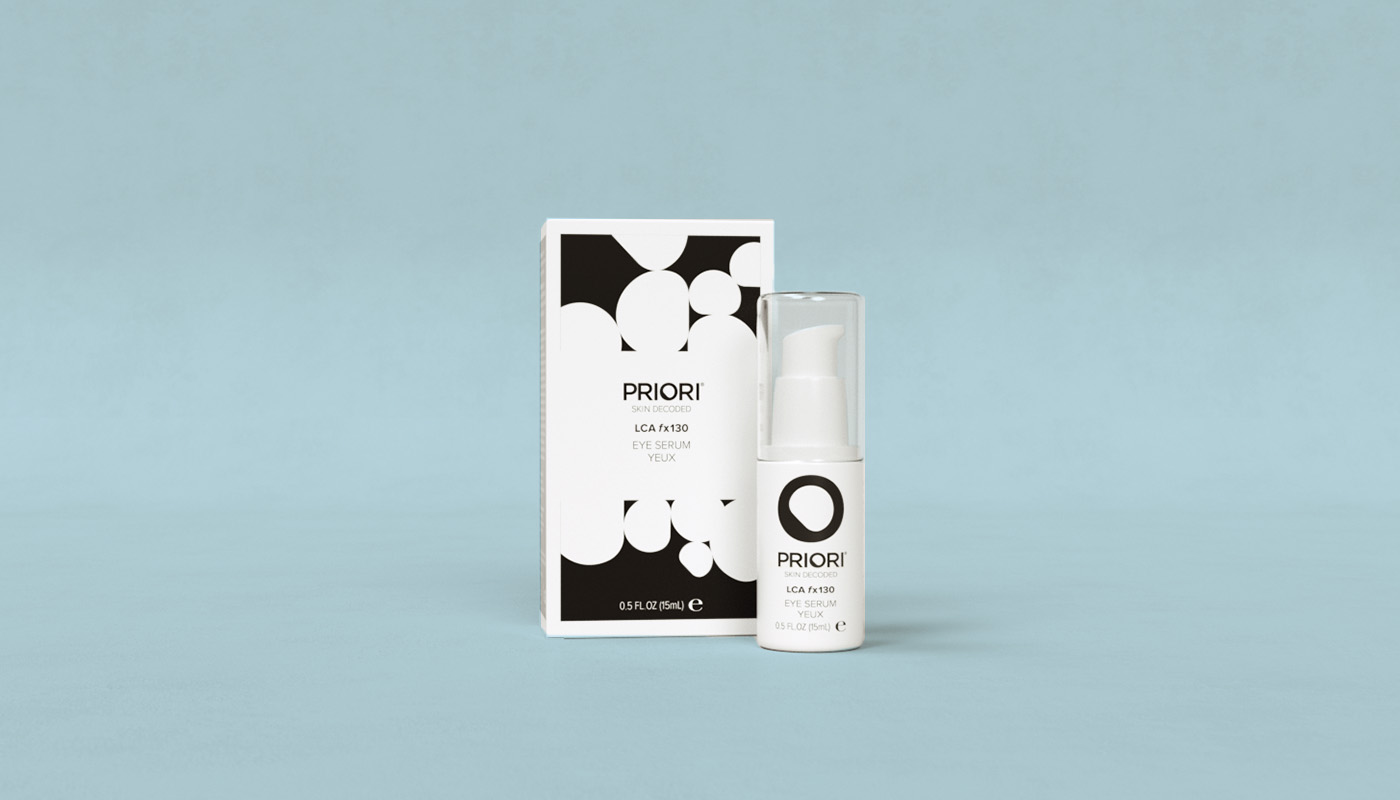 PRIORI®
SKIN DECODED
LCA fx130
EYE SERUM
YEUX
0.5 FL.OZ (15mL) ℮
PRIORI®
SKIN DECODED
LCA fx130
EYE SERUM
YEUX
0.5 FL.OZ (15mL) ℮